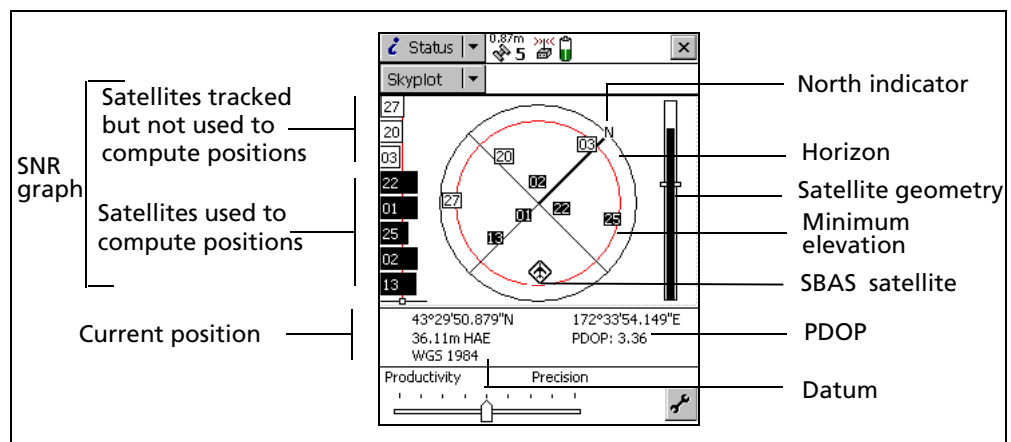 i Status
0.87m
5
Skyplot
SNR
graph
Satellites tracked
but not used to
compute positions
Satellites used to
compute positions
27
20
03
22
01
25
02
13
N
03
20
02
27
01
22
25
13
North indicator
Horizon
Satellite geometry
Minimum
elevation
SBAS satellite
Current position
43°29'50.879"N 172°33'54.149"E
36.11m HAE PDOP: 3.36
WGS 1984
PDOP
Datum
Productivity Precision